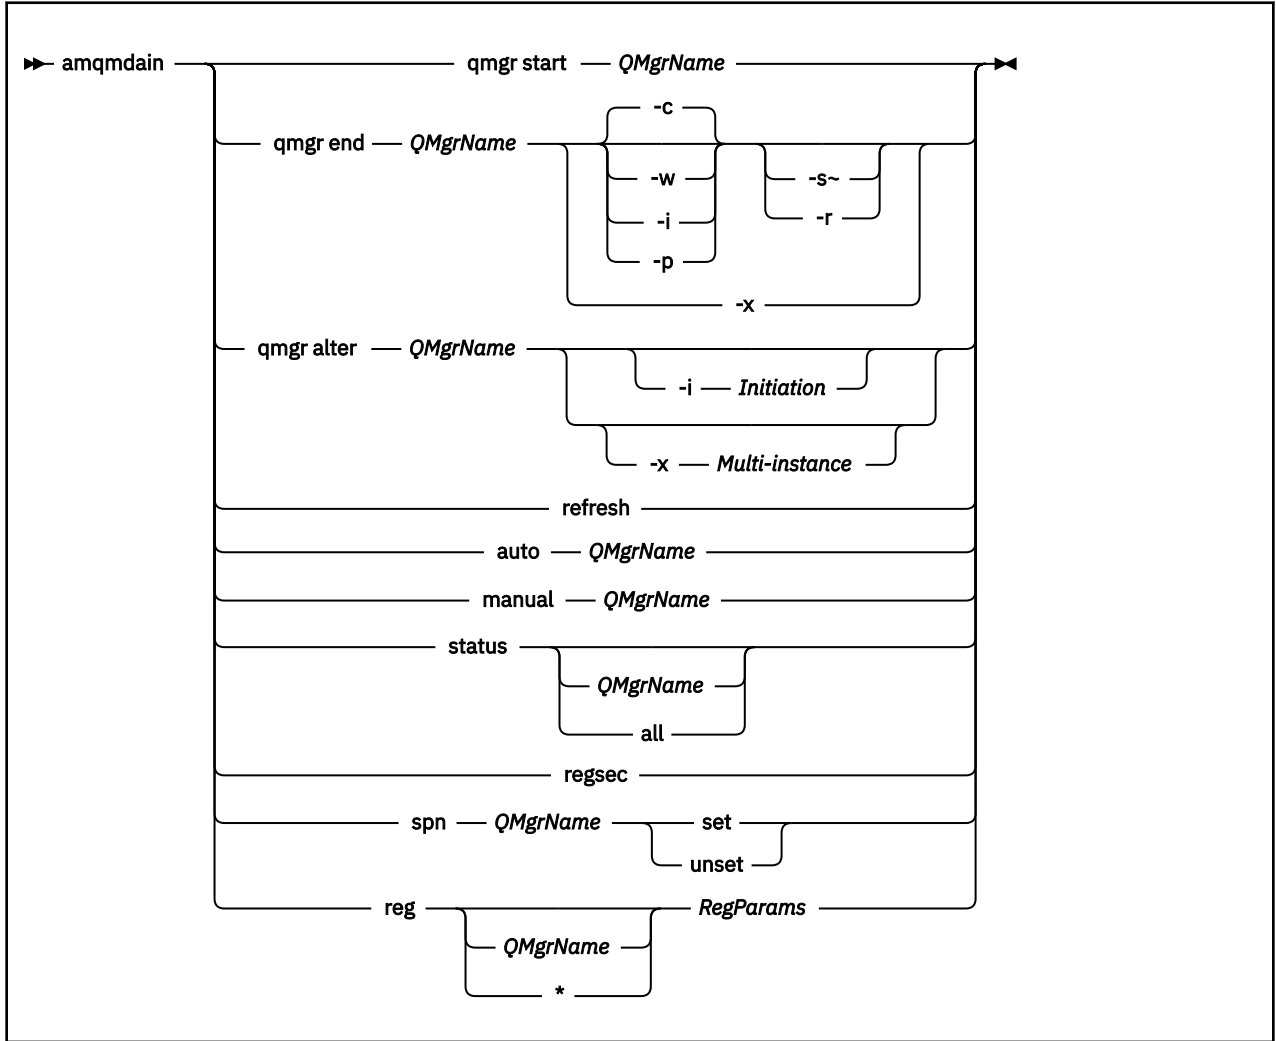 amqmdain qmgr start QMgrName
-c
qmgr end QMgrName
-w -s~
-i -r
-p
-x
qmgr alter QMgrName
-i Initiation
-x Multi-instance
refresh
auto QMgrName
manual QMgrName
status
QMgrName
all
regsec
spn QMgrName set
unset
reg RegParams
QMgrName
*